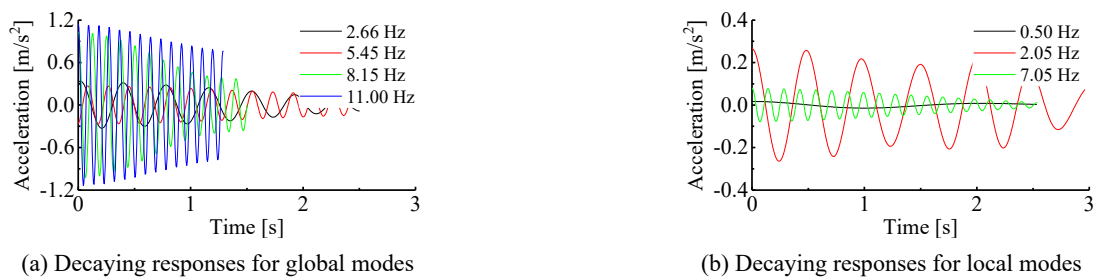 1.2
0.6
0.0
-0.6
-1.2
Acceleration [m/s²]
0
1
2
3
Time [s]
2.66 Hz
5.45 Hz
8.15 Hz
11.00 Hz
(a) Decaying responses for global modes
0.4
0.2
0.0
-0.2
-0.4
Acceleration [m/s²]
0
1
2
3
Time [s]
0.50 Hz
2.05 Hz
7.05 Hz
(b) Decaying responses for local modes